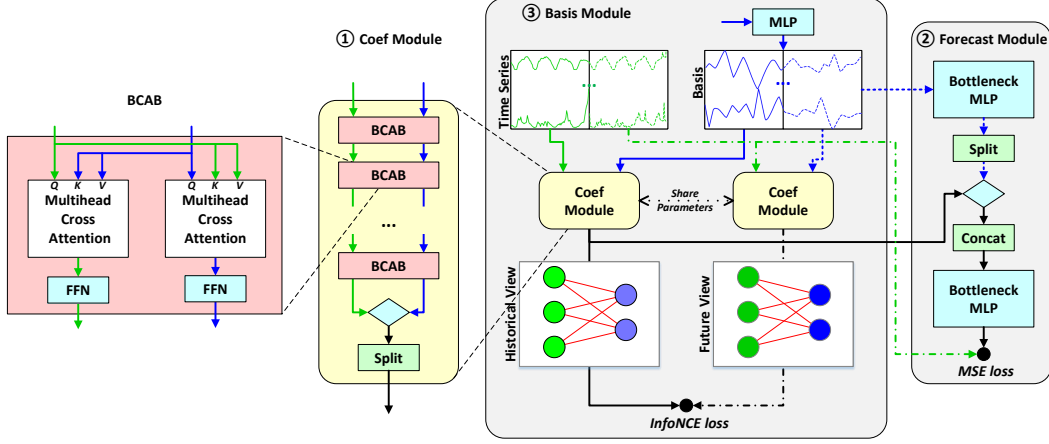 BCAB
Q K V
Multihead
Cross
Attention
FFN
Q K V
Multihead
Cross
Attention
FFN
① Coef Module
BCAB
BCAB
...
BCAB
Split
③ Basis Module
MLP
Time Series
...
Basis
...
Coef
Module
Share
Parameters
Coef
Module
Historical View
Future View
InfoNCE loss
② Forecast Module
Bottleneck
MLP
Split
Concat
Bottleneck
MLP
MSE loss